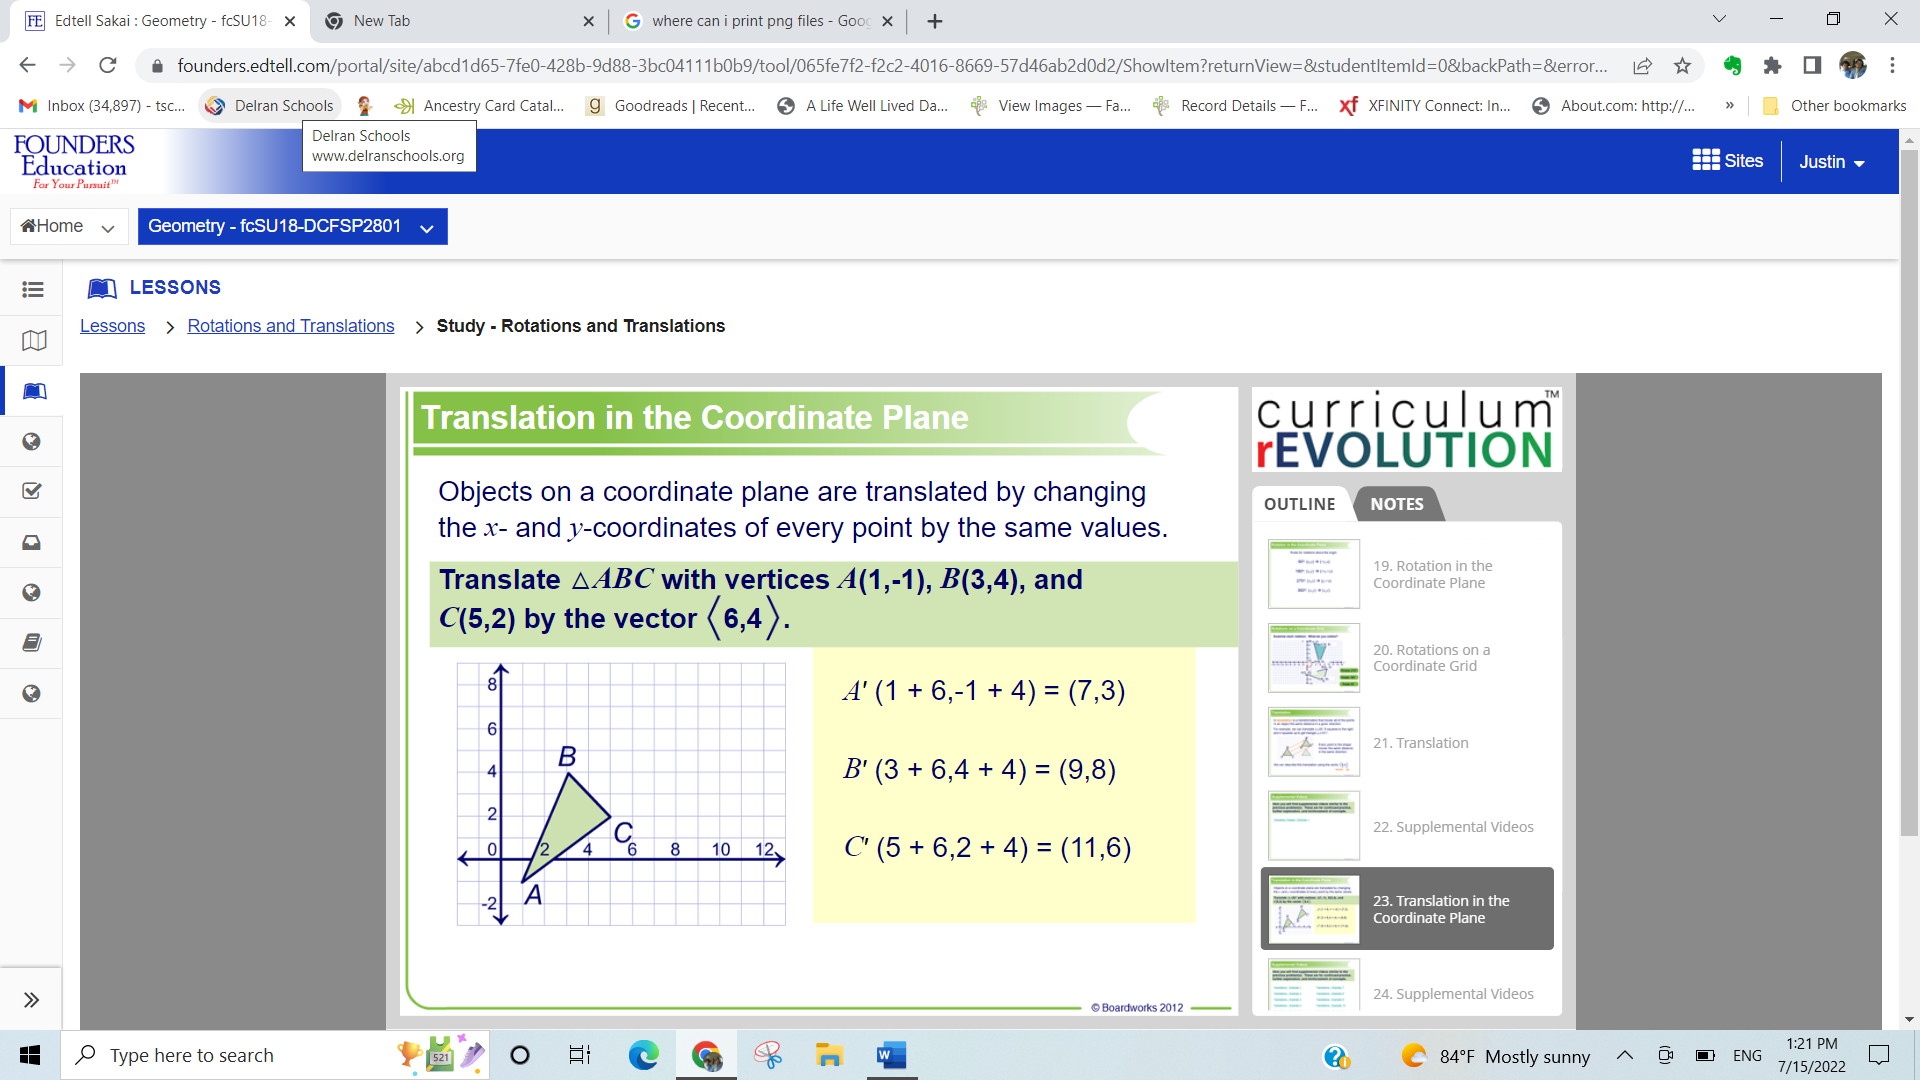 Edtell Sakai : Geometry - fcSU18-
New Tab
where can i print png files - Goog
founders.edtell.com/portal/site/abcd1d65-7fe0-428b-9d88-3bc04111b0b9/tool/065fe7f2-f2c2-4016-8669-57d46ab2d0d2/ShowItem?returnView=&studentItemId=0&backPath=&error...
Inbox (34,897) - tsc...
Delran Schools
Ancestry Card Catal...
Goodreads | Recent...
A Life Well Lived Da...
View Images — Fa...
Record Details — F...
XFINITY Connect: In...
About.com: http://...
»
Other bookmarks
Delran Schools
www.delranschools.org
FOUNDERS
Education
For Your Pursuit™
Sites
Justin
Home
Geometry - fcSU18-DCFSP2801
LESSONS
Lessons > Rotations and Translations > Study - Rotations and Translations
Translation in the Coordinate Plane
Objects on a coordinate plane are translated by changing
the x- and y-coordinates of every point by the same values.
Translate △ABC with vertices A(1,-1), B(3,4), and
C(5,2) by the vector ⟨6,4⟩.
8
6
4
2
0
-2
2 4 6 8 10 12
B
C
A
A′ (1 + 6,-1 + 4) = (7,3)
B′ (3 + 6,4 + 4) = (9,8)
C′ (5 + 6,2 + 4) = (11,6)
© Boardworks 2012
curriculum™
rEVOLUTION
OUTLINE
NOTES
19. Rotation in the
Coordinate Plane
20. Rotations on a
Coordinate Grid
21. Translation
22. Supplemental Videos
23. Translation in the
Coordinate Plane
24. Supplemental Videos
Type here to search
521
84°F Mostly sunny
ENG
1:21 PM
7/15/2022